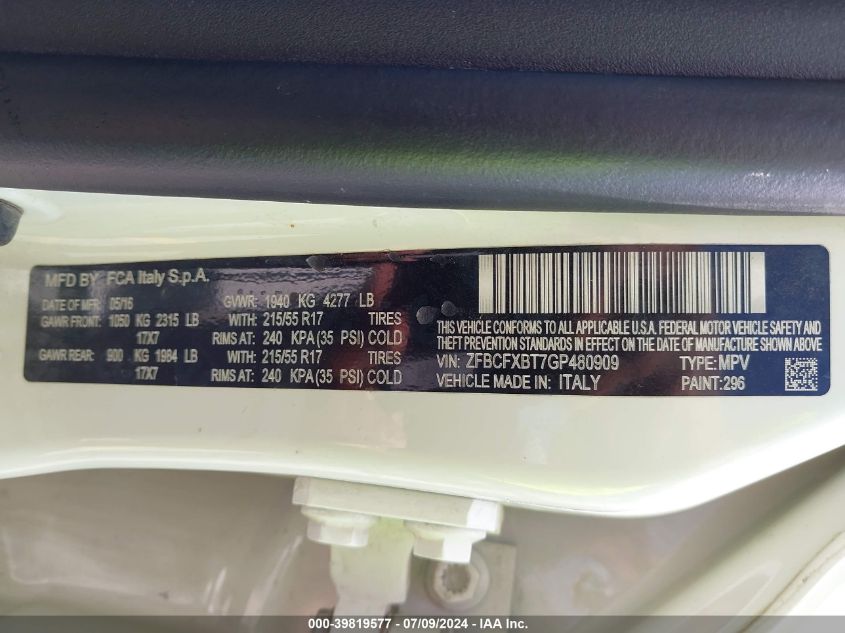 MFD BY FCA Italy S.p.A.
DATE OF MFR 05/16 GVWR: 1940 KG 4277 LB
GAWR FRONT: 1050 KG 2315 LB WITH: 215/55 R17 TIRES
17X7 RIMS AT: 240 KPA (35 PSI) COLD
GAWR REAR: 900 KG 1984 LB WITH: 215/55 R17 TIRES
17X7 RIMS AT: 240 KPA (35 PSI) COLD
THIS VEHICLE CONFORMS TO ALL APPLICABLE U.S.A. FEDERAL MOTOR VEHICLE SAFETY AND
THEFT PREVENTION STANDARDS IN EFFECT ON THE DATE OF MANUFACTURE SHOWN ABOVE
VIN: ZFBCFXBT7GP480909 TYPE: MPV
VEHICLE MADE IN: ITALY PAINT: 296
000-39819577 - 07/09/2024 - IAA Inc.